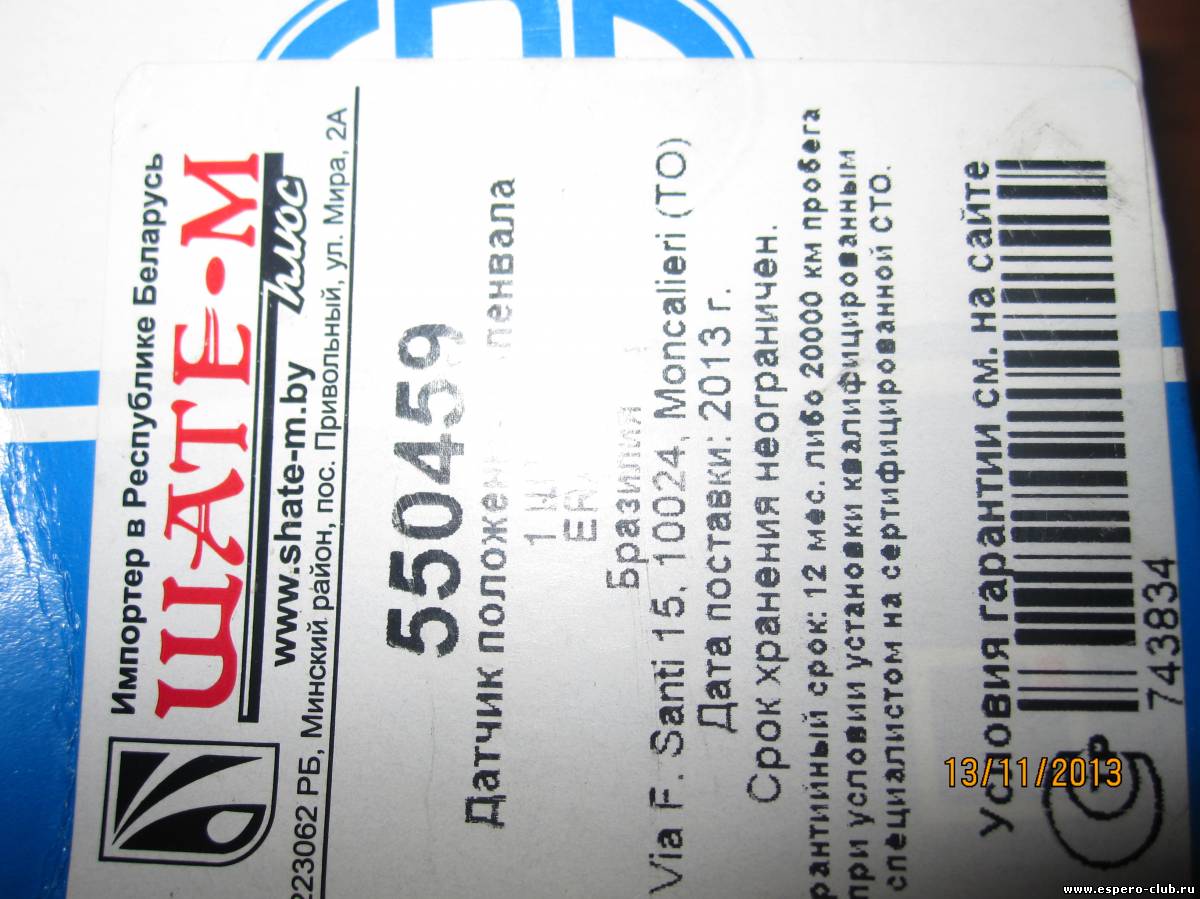 Импортер в Республике Беларусь
ШАТЕ-М
www.shate-m.by плюс
223062 РБ, Минский район, пос. Привольный, ул. Мира, 2А
550459
Датчик
1
Бразилия
Via F. Santi 15, 10024, Moncalieri (TO)
Дата поставки: 2013 г.
Срок хранения неограничен.
рантийный срок: 12 мес. либо 20000 км пробега
при условии установки квалифицированным
специалистом на сертифицированной СТО.
Условия гарантии см. на сайте
743834
13/11/2013
www.espero-club.ru